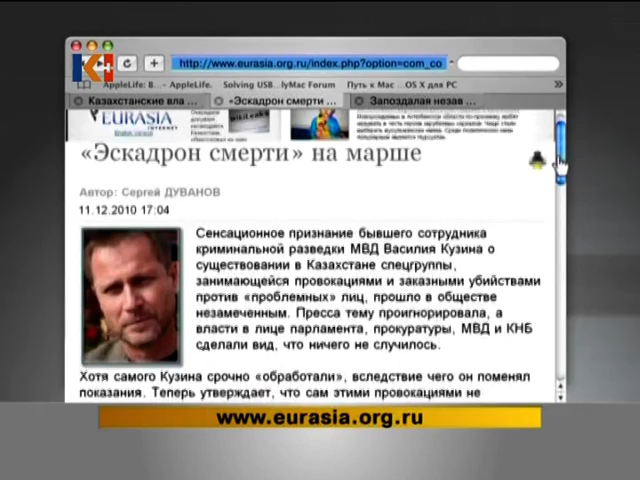 K+
http://www.eurasia.org.ru/index.php?option=com_co
AppleLife: В... - AppleLife.
Solving USB...lyMac Forum
Путь к Mac ...OS X для PC
Казахстанские вла ...
«Эскадрон смерти ...
Запоздалая незав ...
EURASIA
INTERNET
«Эскадрон смерти» на марше
Автор: Сергей ДУВАНОВ
11.12.2010 17:04
Сенсационное признание бывшего сотрудника
криминальной разведки МВД Василия Кузина о
существовании в Казахстане спецгруппы,
занимающейся провокациями и заказными убийствами
против «проблемных» лиц, прошло в обществе
незамеченным. Пресса тему проигнорировала, а
власти в лице парламента, прокуратуры, МВД и КНБ
сделали вид, что ничего не случилось.
Хотя самого Кузина срочно «обработали», вследствие чего он поменял
показания. Теперь утверждает, что сам этими провокациями не
www.eurasia.org.ru